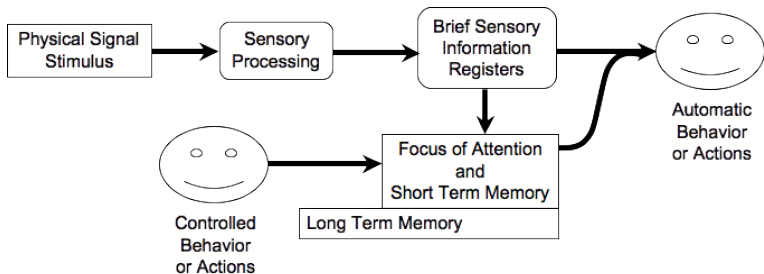 Physical Signal
Stimulus
Sensory
Processing
Brief Sensory
Information
Registers
Automatic
Behavior
or Actions
Focus of Attention
and
Short Term Memory
Long Term Memory
Controlled
Behavior
or Actions